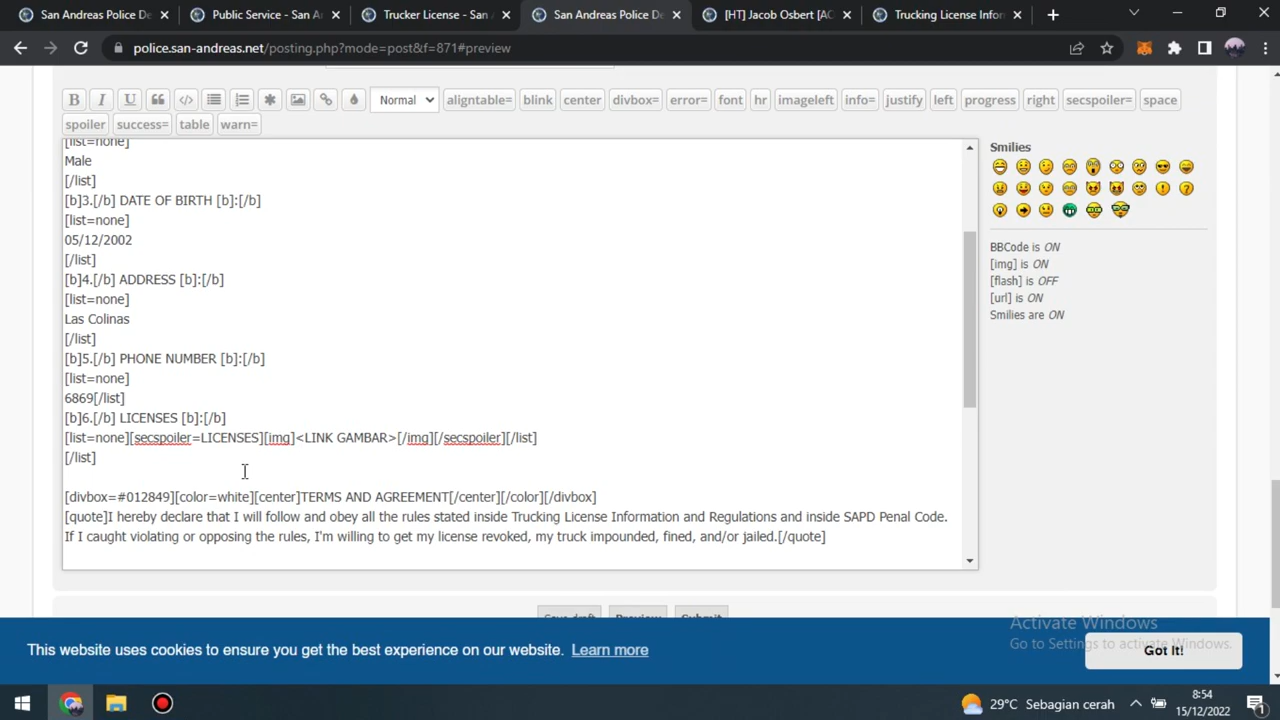 San Andreas Police De
Public Service - San A
Trucker License - San A
San Andreas Police De
[HT] Jacob Osbert [AC
Trucking License Infor
police.san-andreas.net/posting.php?mode=post&f=871#preview
Normal
aligntable=
blink
center
divbox=
error=
font
hr
imageleft
info=
justify
left
progress
right
secspoiler=
space
spoiler
success=
table
warn=
[list=none]
Male
[/list]
[b]3.[/b] DATE OF BIRTH [b]:[/b]
[list=none]
05/12/2002
[/list]
[b]4.[/b] ADDRESS [b]:[/b]
[list=none]
Las Colinas
[/list]
[b]5.[/b] PHONE NUMBER [b]:[/b]
[list=none]
6869[/list]
[b]6.[/b] LICENSES [b]:[/b]
[list=none][secspoiler=LICENSES][img]<LINK GAMBAR>[/img][/secspoiler][/list]
[/list]
[divbox=#012849][color=white][center]TERMS AND AGREEMENT[/center][/color][/divbox]
[quote]I hereby declare that I will follow and obey all the rules stated inside Trucking License Information and Regulations and inside SAPD Penal Code.
If I caught violating or opposing the rules, I'm willing to get my license revoked, my truck impounded, fined, and/or jailed.[/quote]
Smilies
BBCode is ON
[img] is ON
[flash] is OFF
[url] is ON
Smilies are ON
Save draft
Preview
Submit
Activate Windows
Go to Settings to activate Windows.
This website uses cookies to ensure you get the best experience on our website. Learn more
Got It!
29°C Sebagian cerah
8:54
15/12/2022